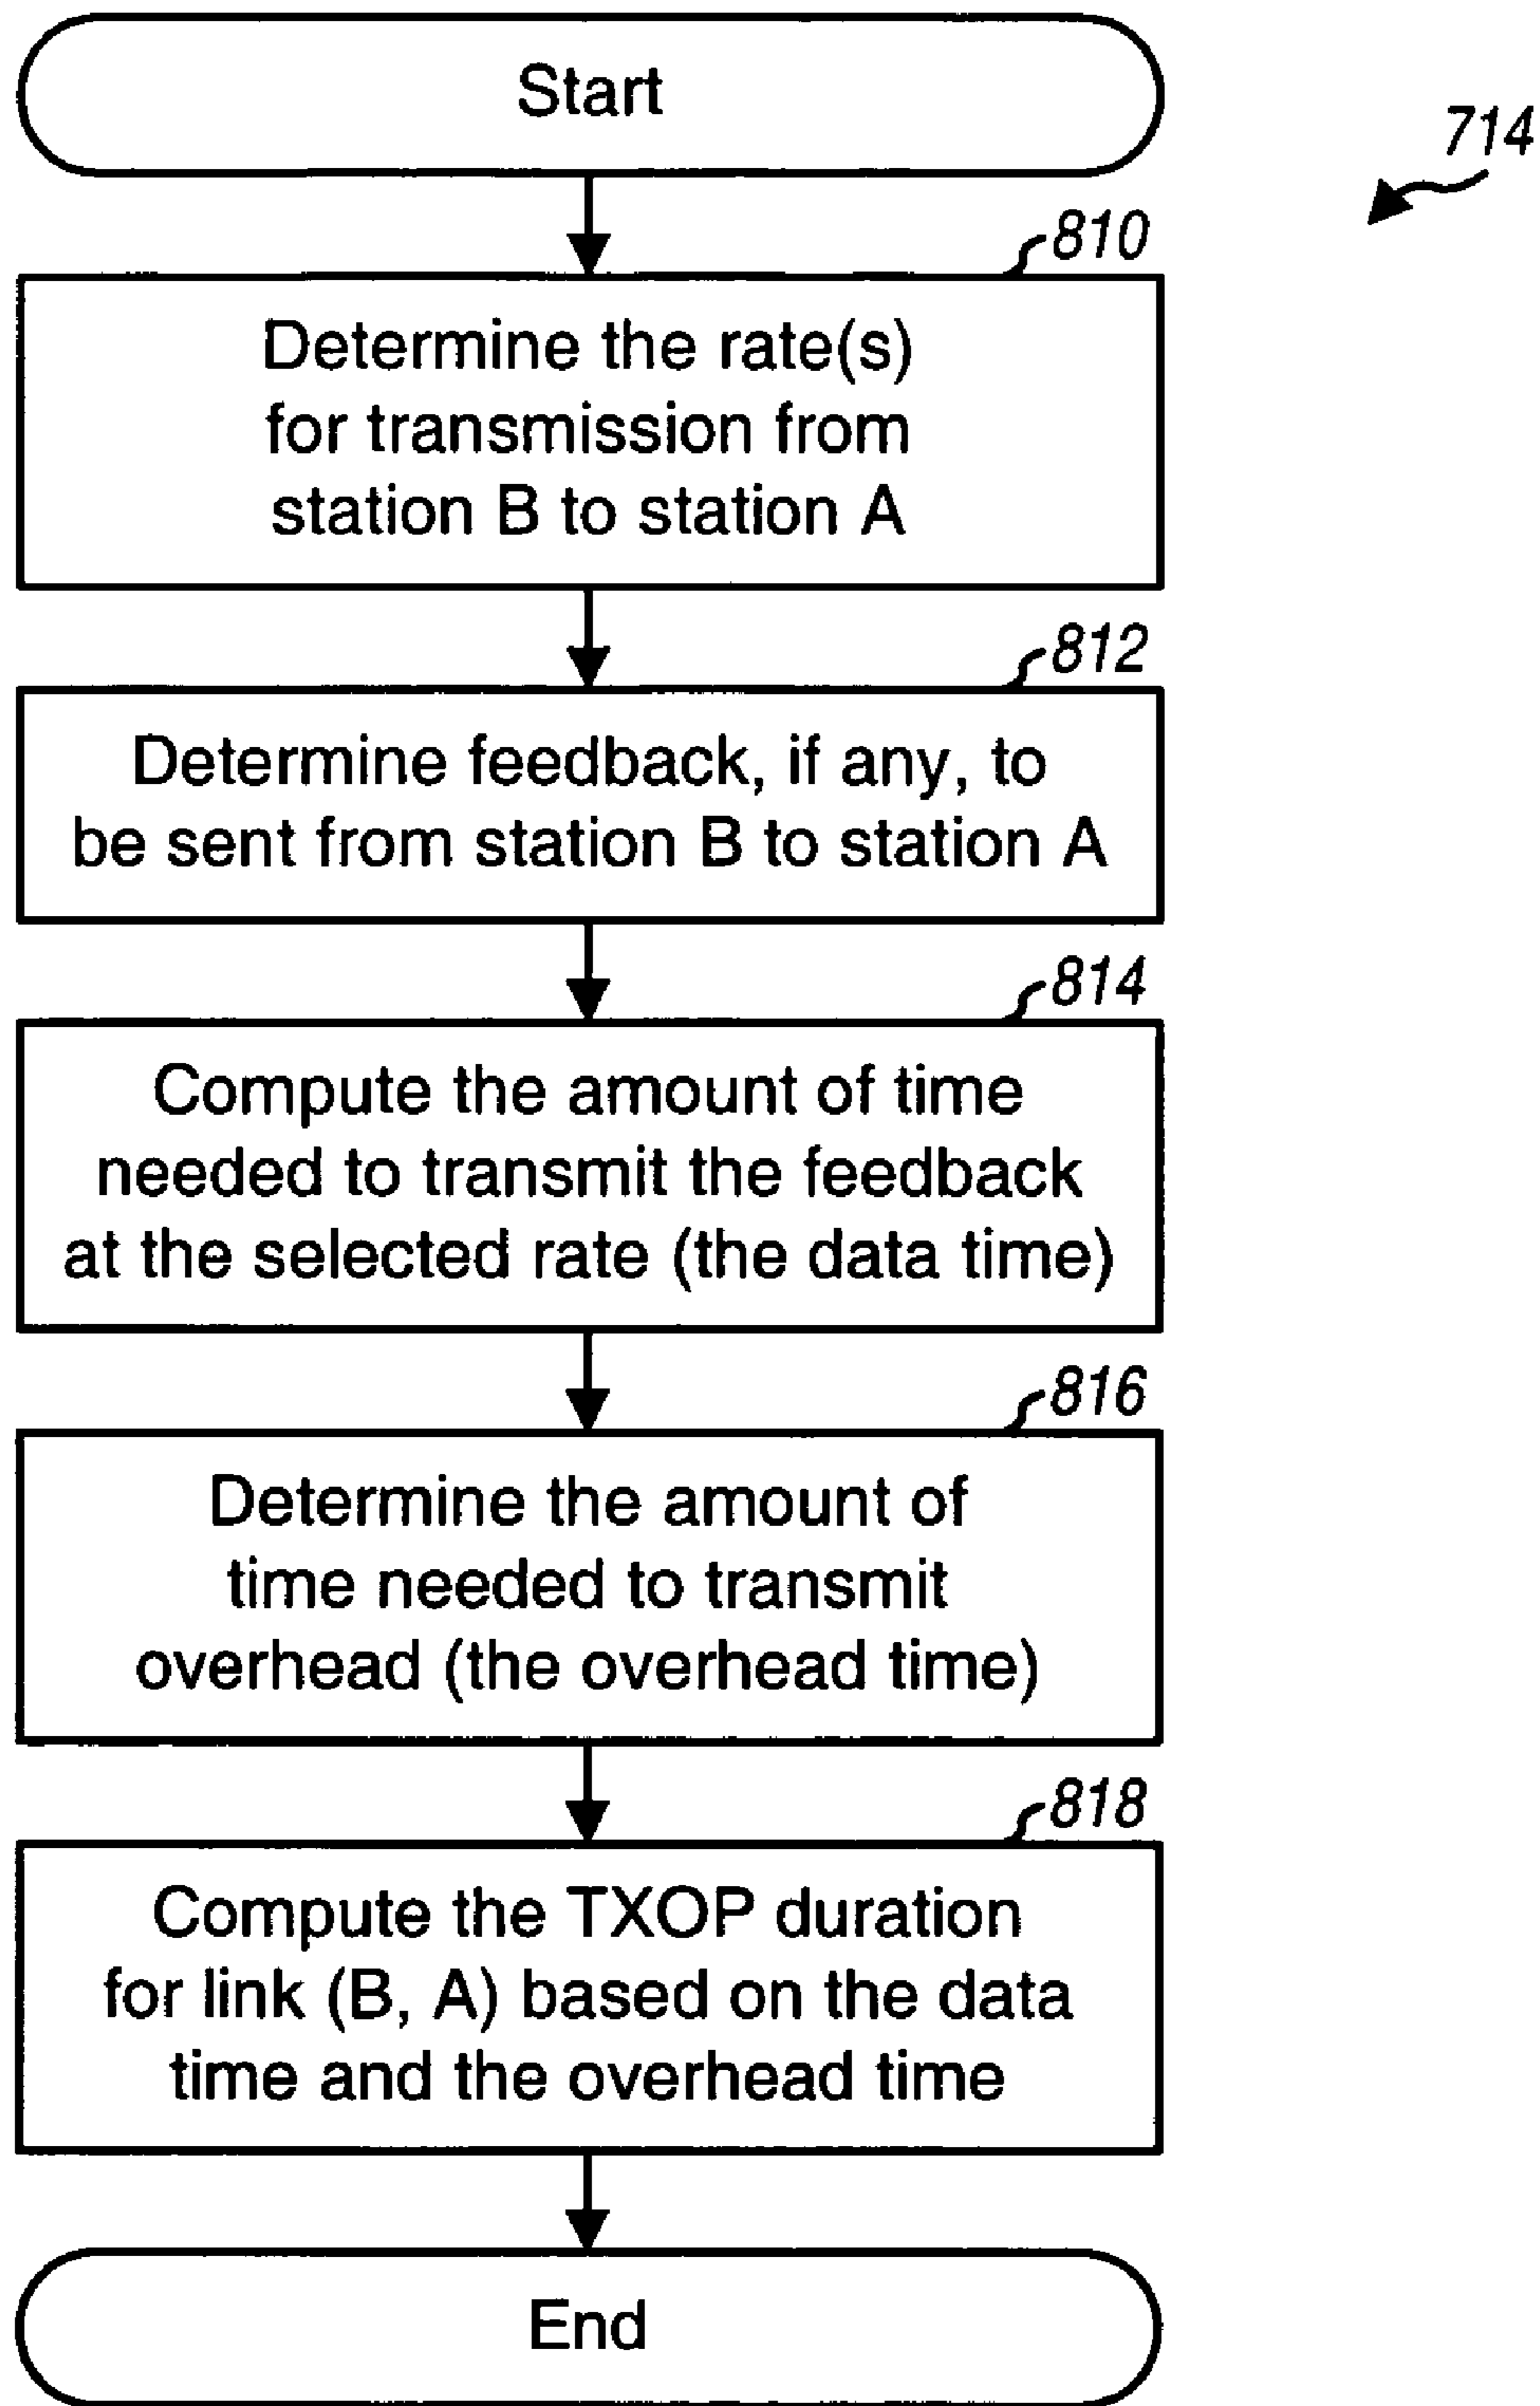 Start
714
810
Determine the rate(s)
for transmission from
station B to station A
812
Determine feedback, if any, to
be sent from station B to station A
814
Compute the amount of time
needed to transmit the feedback
at the selected rate (the data time)
816
Determine the amount of
time needed to transmit
overhead (the overhead time)
818
Compute the TXOP duration
for link (B, A) based on the data
time and the overhead time
End